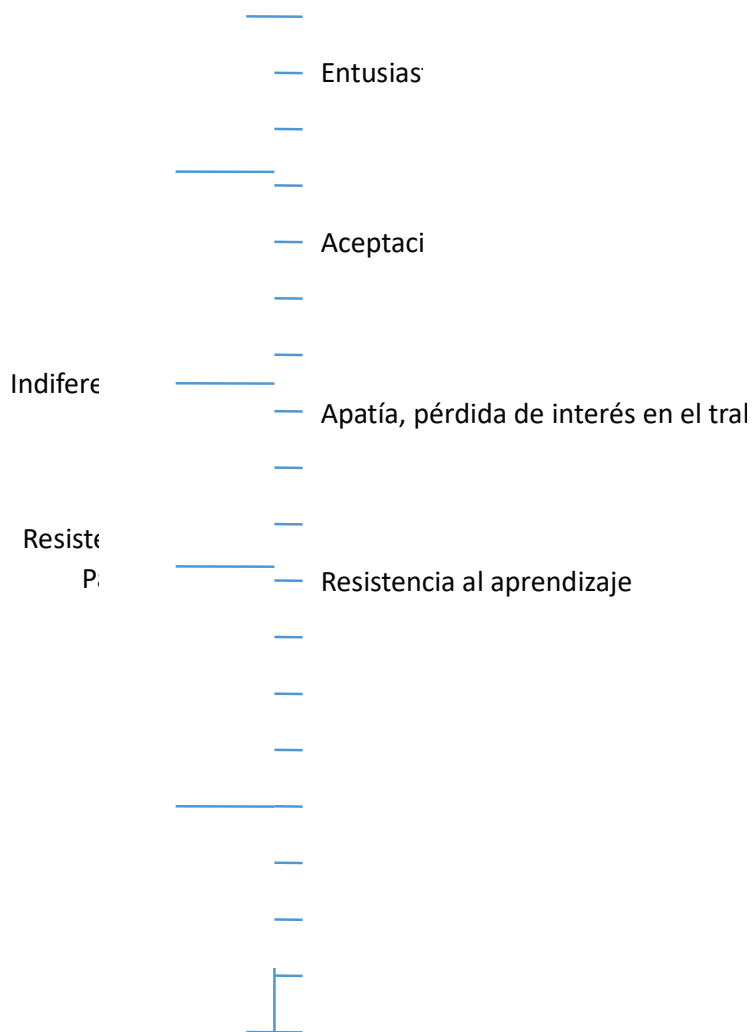 Entusias
Aceptaci
Indifere
Apatía, pérdida de interés en el tra
Resiste
P
Resistencia al aprendizaje